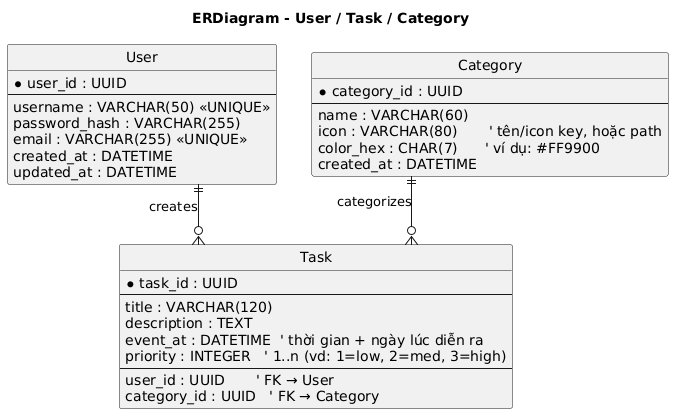 ERDiagram - User / Task / Category
User
* user_id : UUID
username : VARCHAR(50) «UNIQUE»
password_hash : VARCHAR(255)
email : VARCHAR(255) «UNIQUE»
created_at : DATETIME
updated_at : DATETIME
Category
* category_id : UUID
name : VARCHAR(60)
icon : VARCHAR(80)       ' tên/icon key, hoặc path
color_hex : CHAR(7)      ' ví dụ: #FF9900
created_at : DATETIME
creates
categorizes
Task
* task_id : UUID
title : VARCHAR(120)
description : TEXT
event_at : DATETIME  ' thời gian + ngày lúc diễn ra
priority : INTEGER   ' 1..n (vd: 1=low, 2=med, 3=high)
user_id : UUID       ' FK → User
category_id : UUID   ' FK → Category